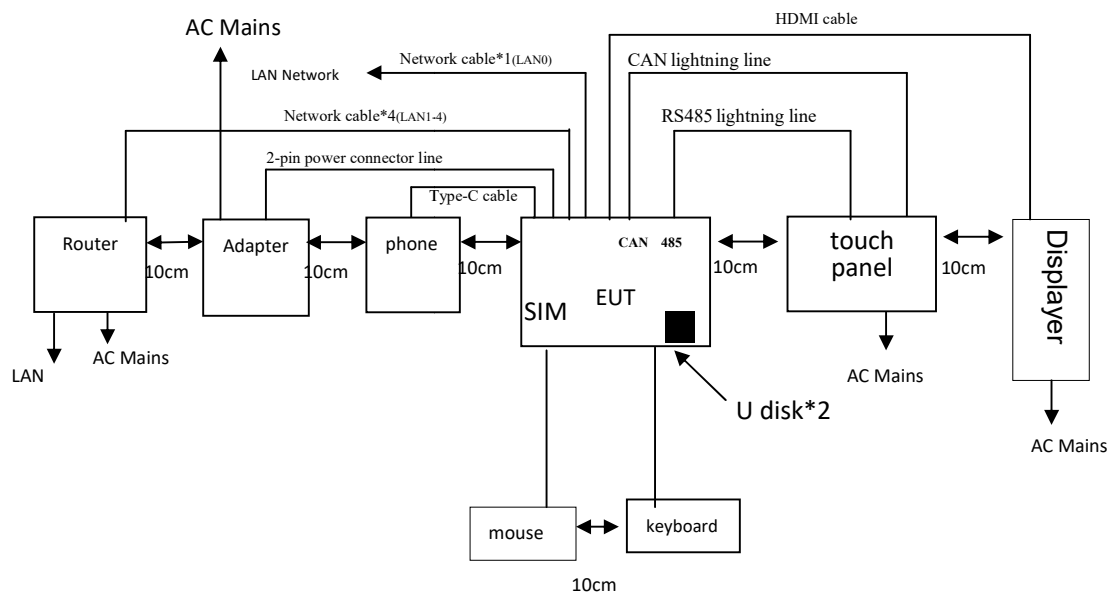 HDMI cable
AC Mains
Network cable*1(LAN0)
CAN lightning line
LAN Network
Network cable*4(LAN1-4)
RS485 lightning line
2-pin power connector line
Type-C cable
Router
Adapter
phone
CAN 485
touch
panel
Displayer
10cm
10cm
10cm
10cm
10cm
EUT
SIM
AC Mains
LAN
AC Mains
U disk*2
AC Mains
mouse
keyboard
10cm